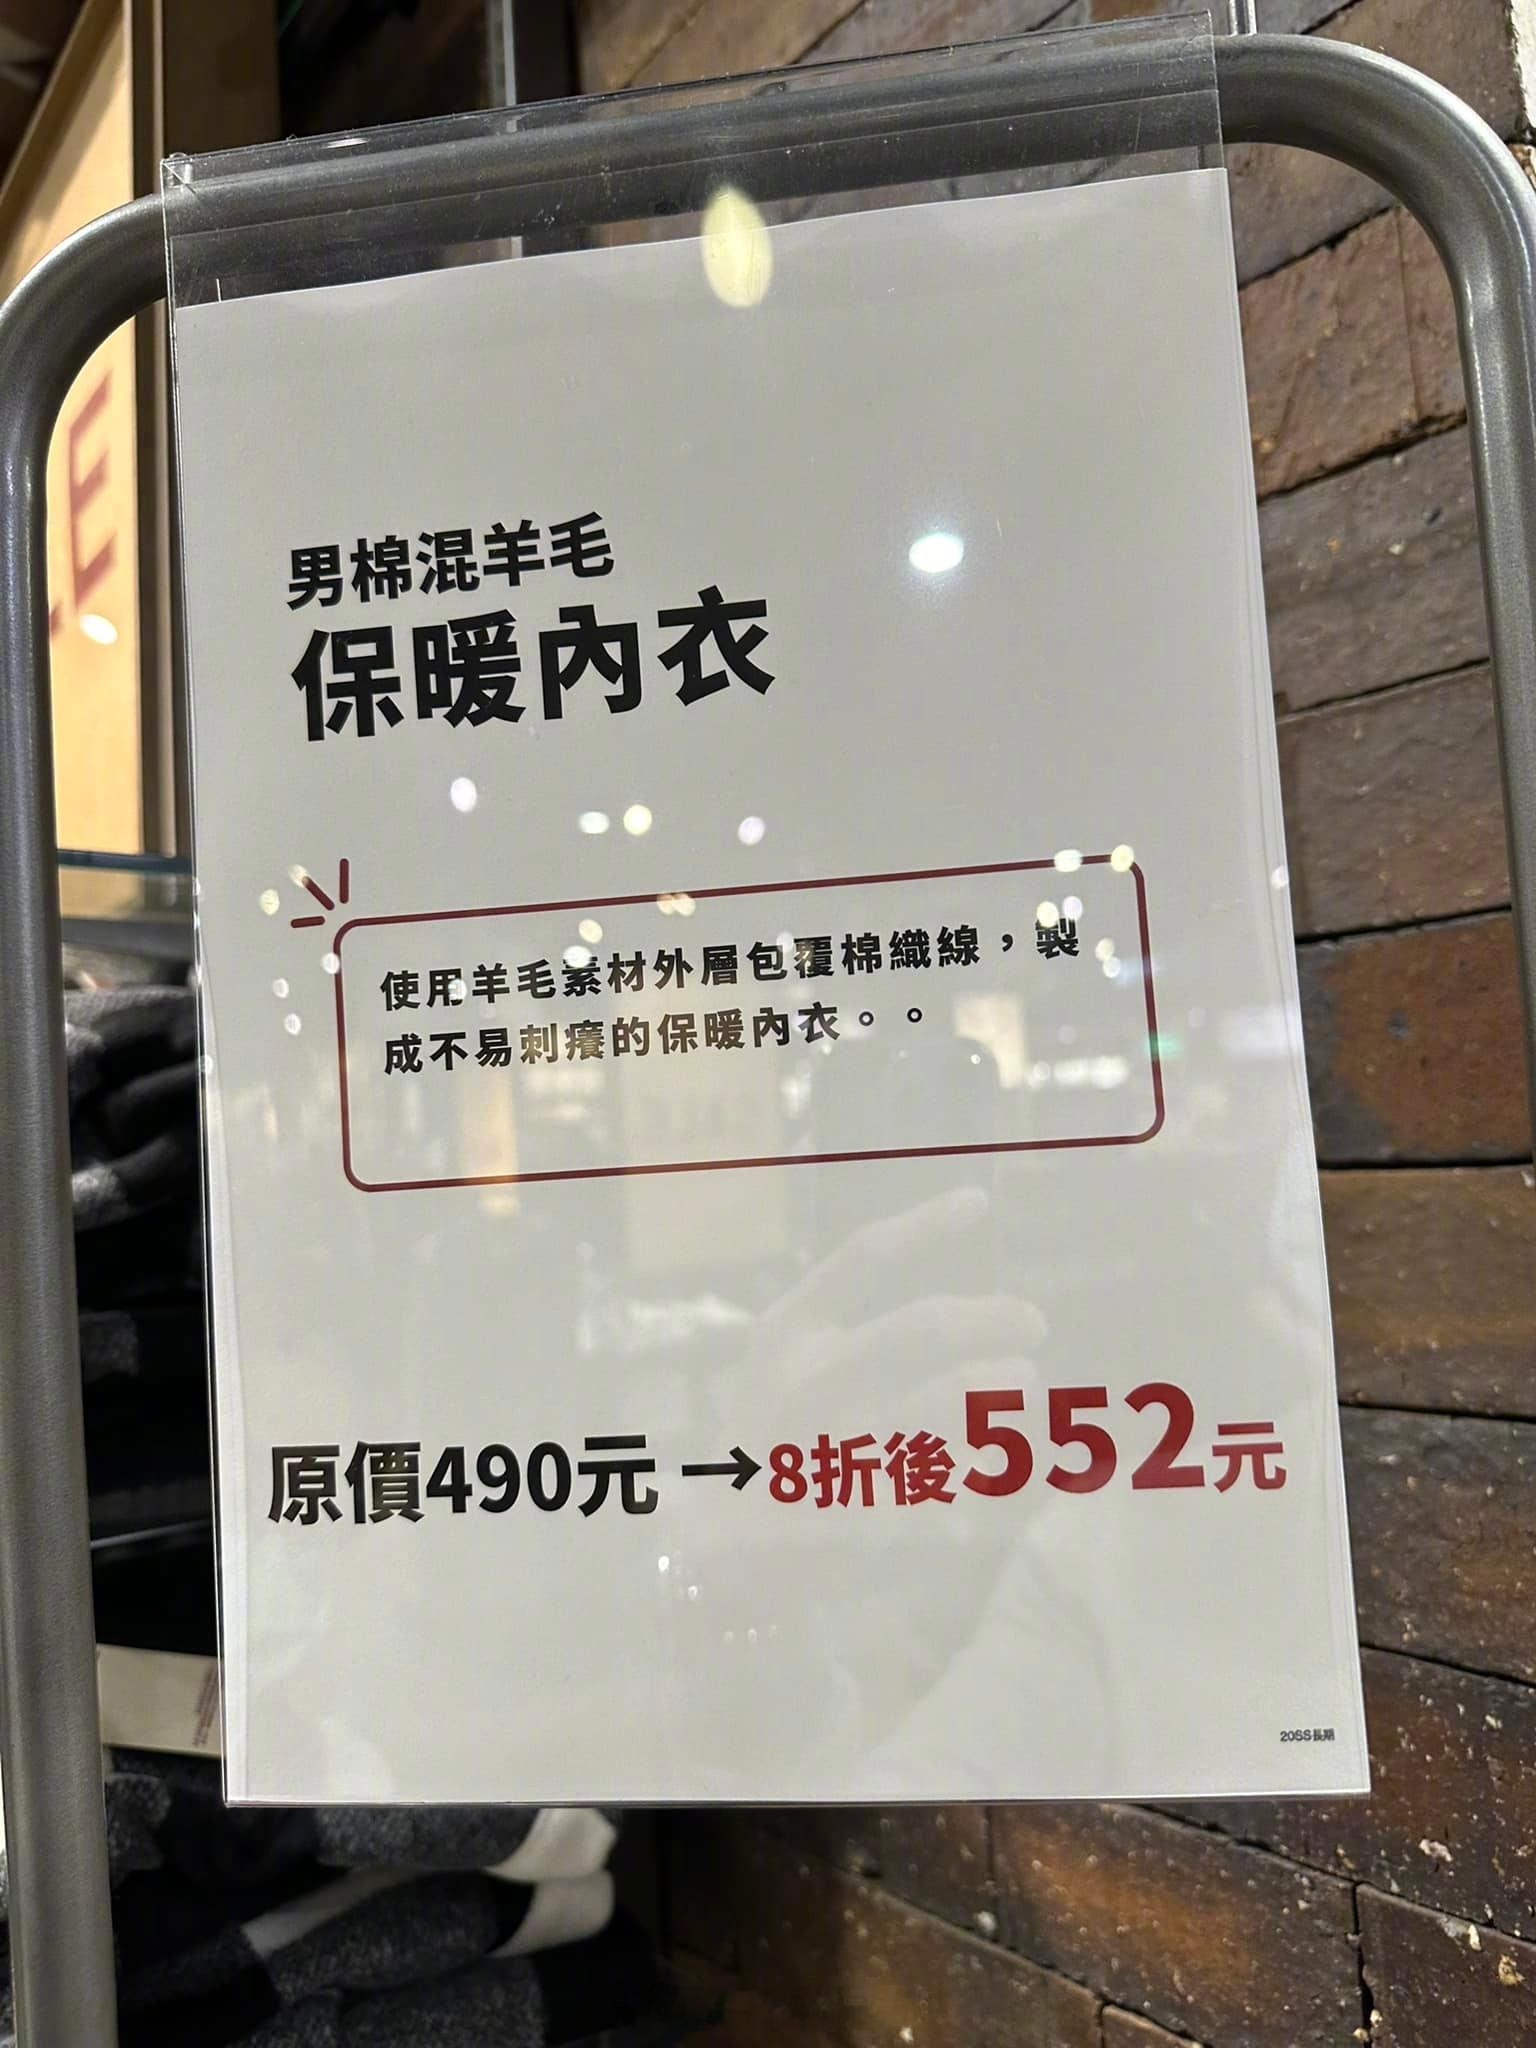 男棉混羊毛
保暖內衣
使用羊毛素材外層包覆棉織線，製
成不易刺癢的保暖內衣。。
原價490元→8折後552元
20SS長期